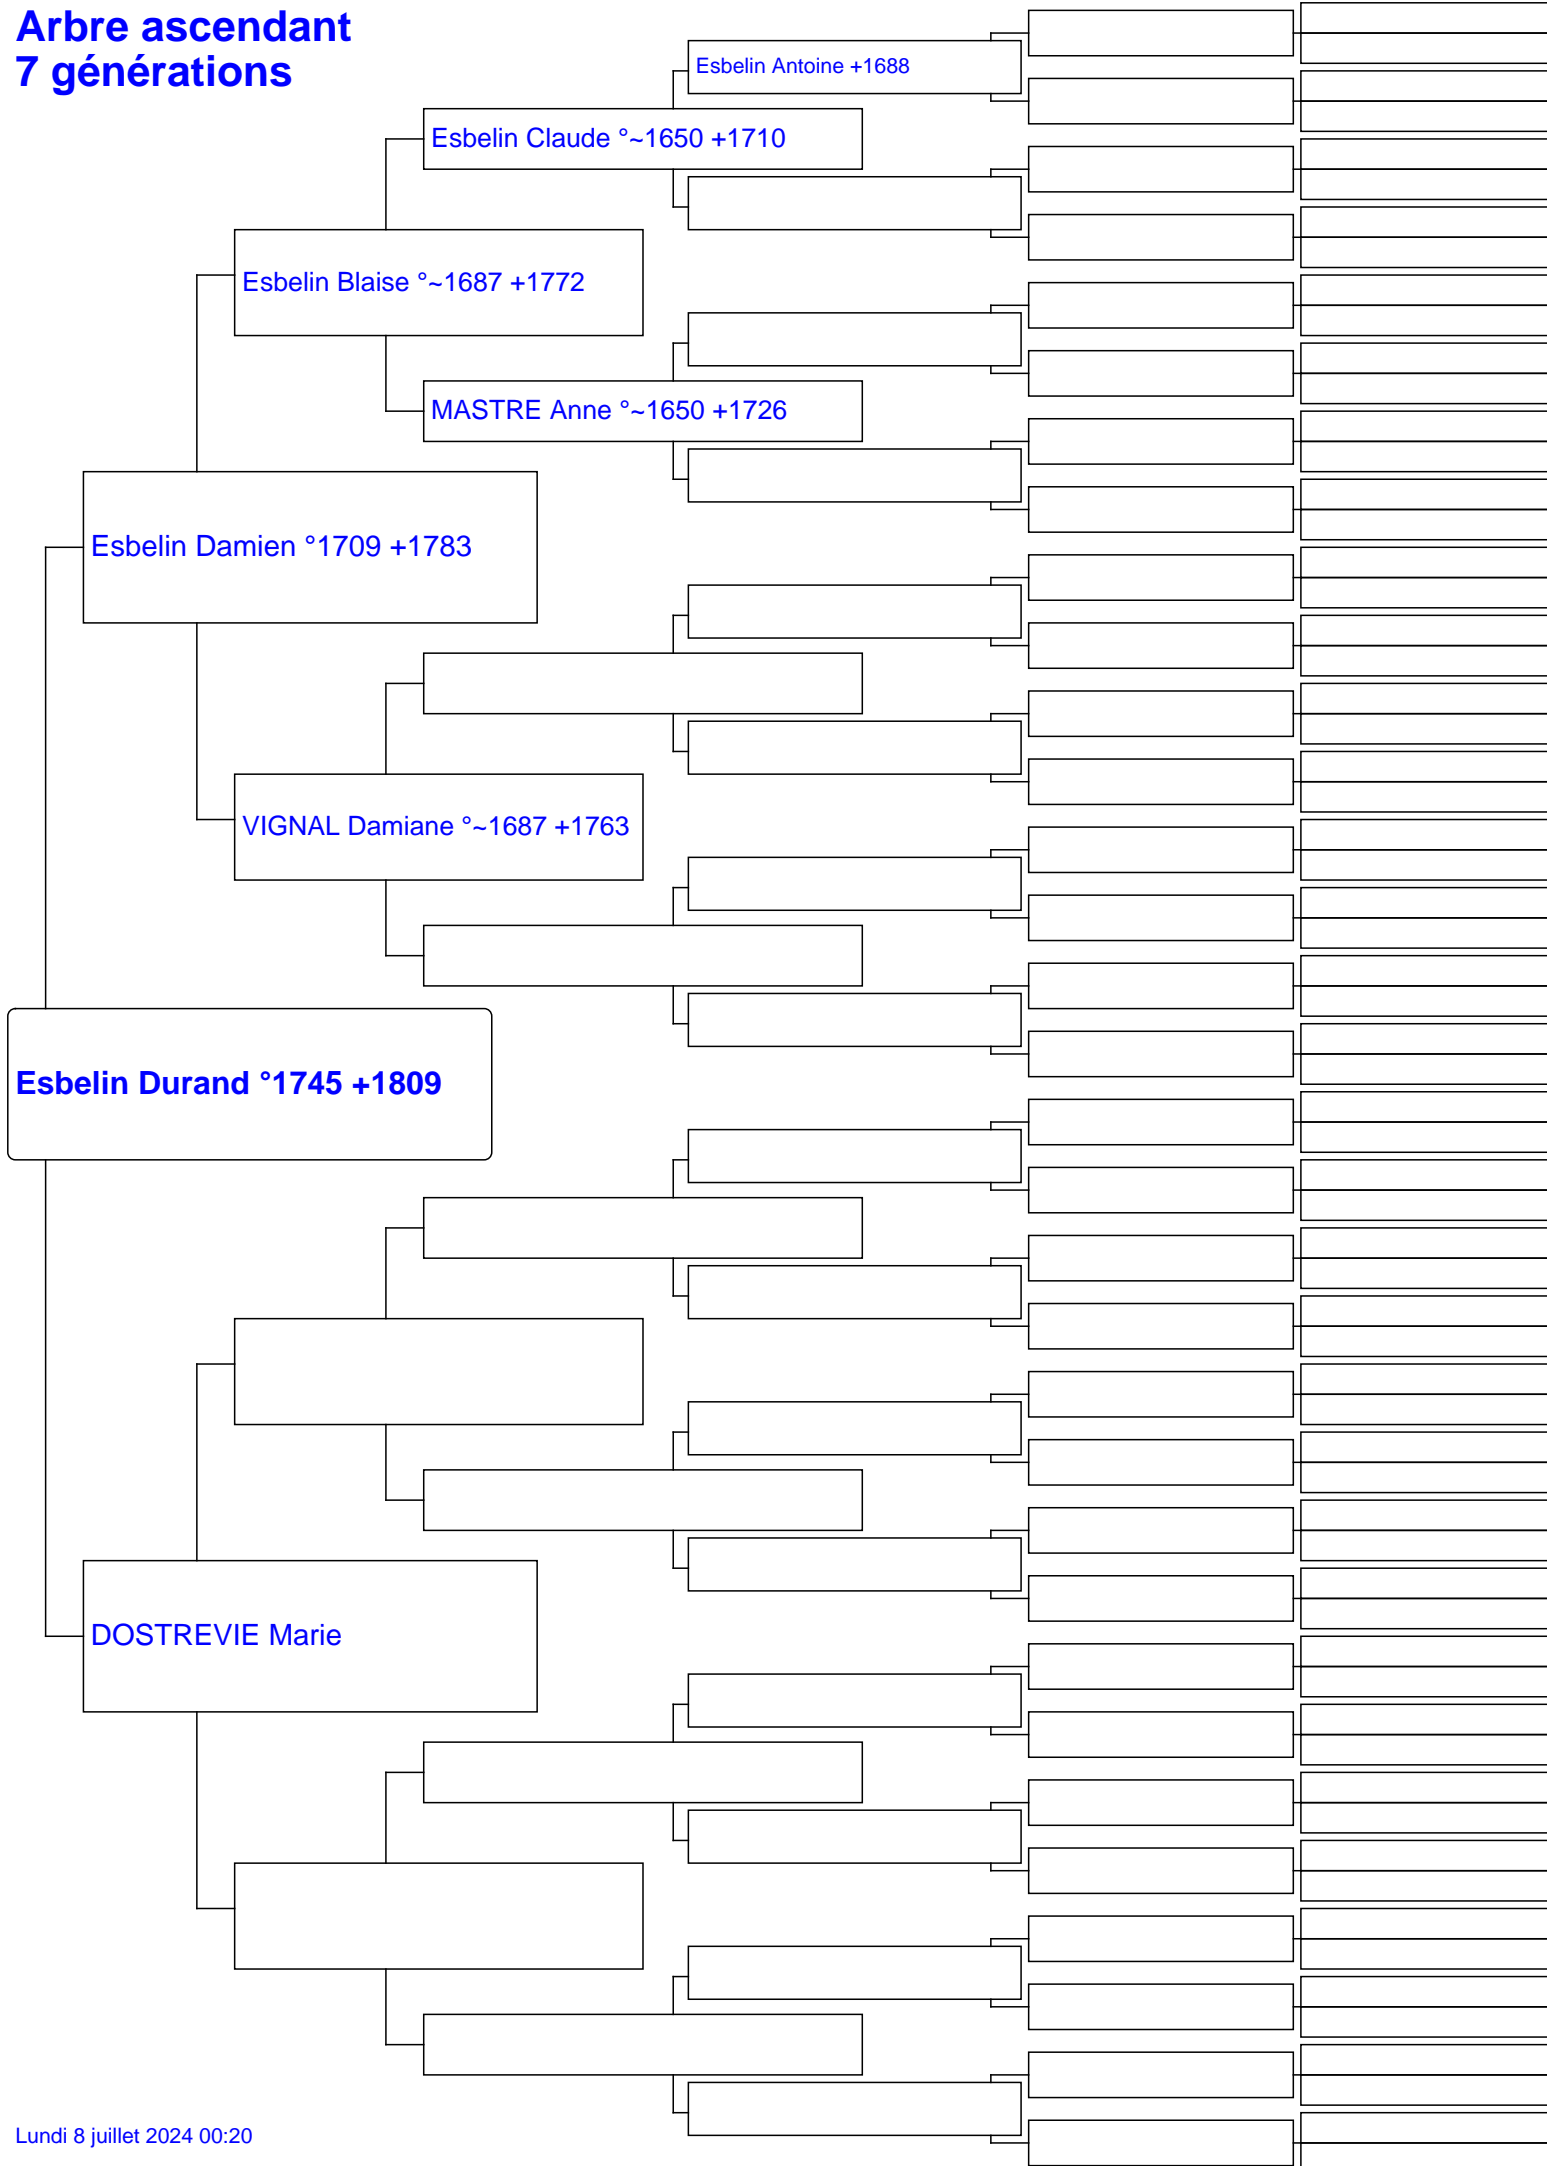 Arbre ascendant
7 générations
Esbelin Antoine +1688
Esbelin Claude °~1650 +1710
Esbelin Blaise °~1687 +1772
MASTRE Anne °~1650 +1726
Esbelin Damien °1709 +1783
VIGNAL Damiane °~1687 +1763
Esbelin Durand °1745 +1809
DOSTREVIE Marie
Lundi 8 juillet 2024 00:20